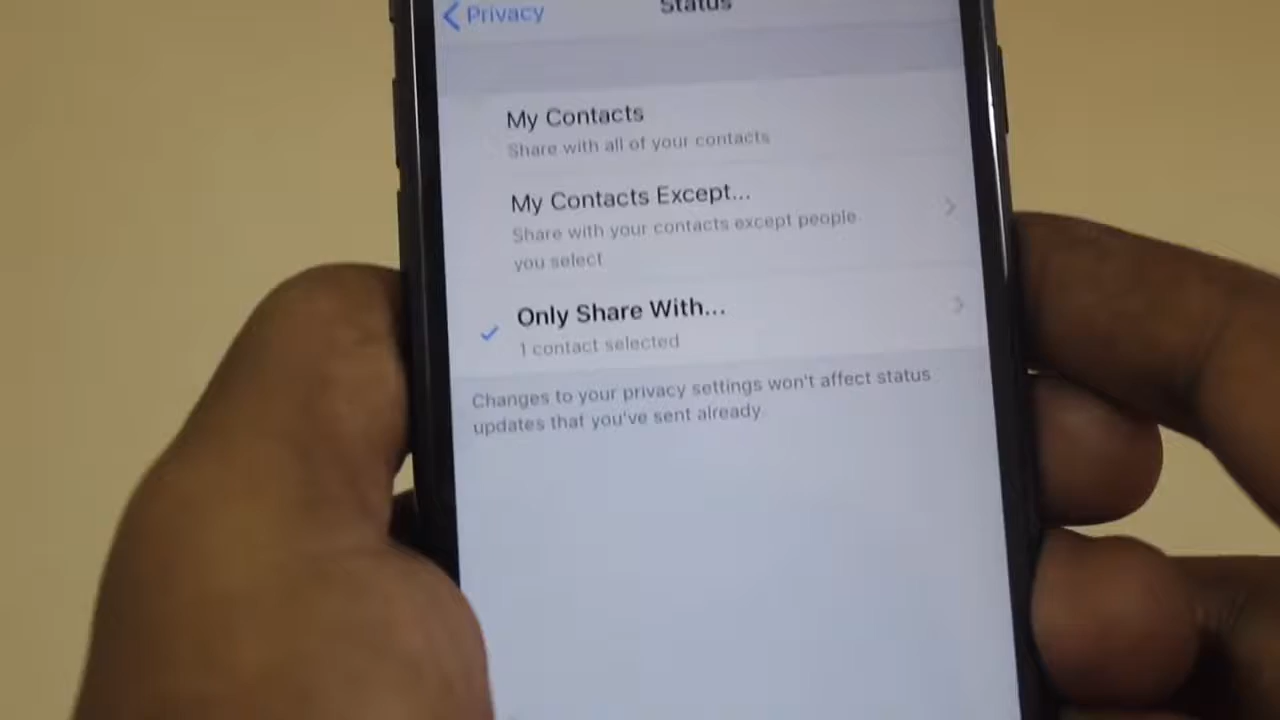 Privacy
Status
My Contacts
Share with all of your contacts
My Contacts Except...
Share with your contacts except people
you select
Only Share With...
1 contact selected
Changes to your privacy settings won't affect status
updates that you've sent already.